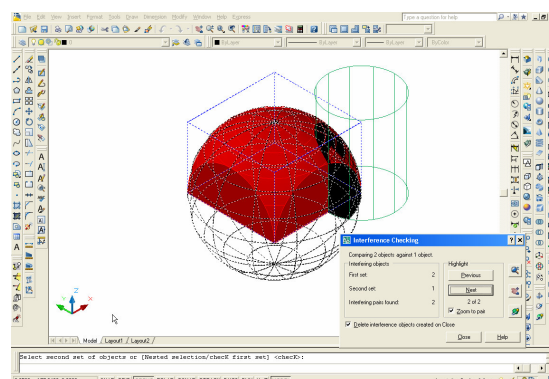 File Edit View Insert Format Tools Draw Dimension Modify Window Help Express
Type a question for help
0
ByLayer
ByLayer
ByLayer
ByColor
Interference Checking
Comparing 2 objects against 1 object.
Interfering objects
Highlight
First set: 2
Previous
Second set: 1
Next
Interfering pairs found: 2
2 of 2
Zoom to pair
Delete interference objects created on Close
Close
Help
Z
Y
X
Model
Layout1
Layout2
Select second set of objects or [Nested selection/checK first set] <checK>: